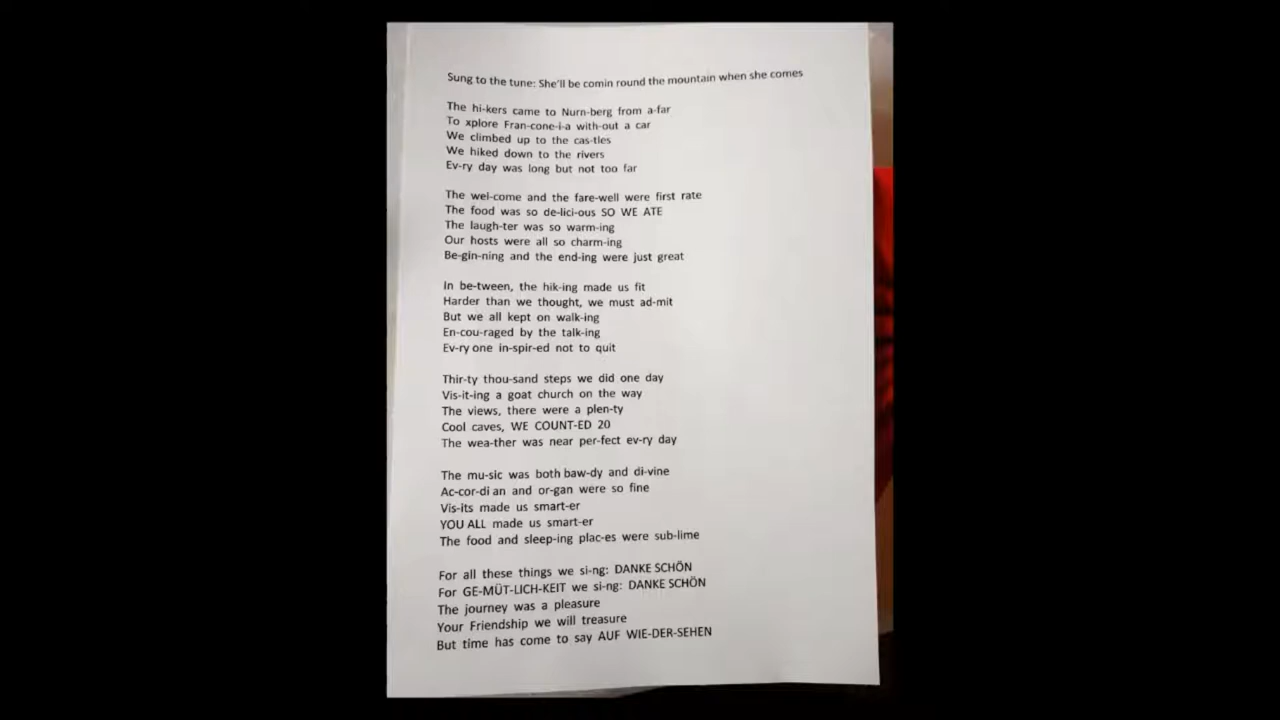 Sung to the tune: She'll be comin round the mountain when she comes
The hi-kers came to Nurn-berg from a-far
To xplore Fran-cone-i-a with-out a car
We climbed up to the cas-tles
We hiked down to the rivers
Ev-ry day was long but not too far
The wel-come and the fare-well were first rate
The food was so de-lici-ous SO WE ATE
The laugh-ter was so warm-ing
Our hosts were all so charm-ing
Be-gin-ning and the end-ing were just great
In be-tween, the hik-ing made us fit
Harder than we thought, we must ad-mit
But we all kept on walk-ing
En-cou-raged by the talk-ing
Ev-ry one in-spir-ed not to quit
Thir-ty thou-sand steps we did one day
Vis-it-ing a goat church on the way
The views, there were a plen-ty
Cool caves, WE COUNT-ED 20
The wea-ther was near per-fect ev-ry day
The mu-sic was both baw-dy and di-vine
Ac-cor-di an and or-gan were so fine
Vis-its made us smart-er
YOU ALL made us smart-er
The food and sleep-ing plac-es were sub-lime
For all these things we si-ng: DANKE SCHÖN
For GE-MÜT-LICH-KEIT we si-ng: DANKE SCHÖN
The journey was a pleasure
Your Friendship we will treasure
But time has come to say AUF WIE-DER-SEHEN